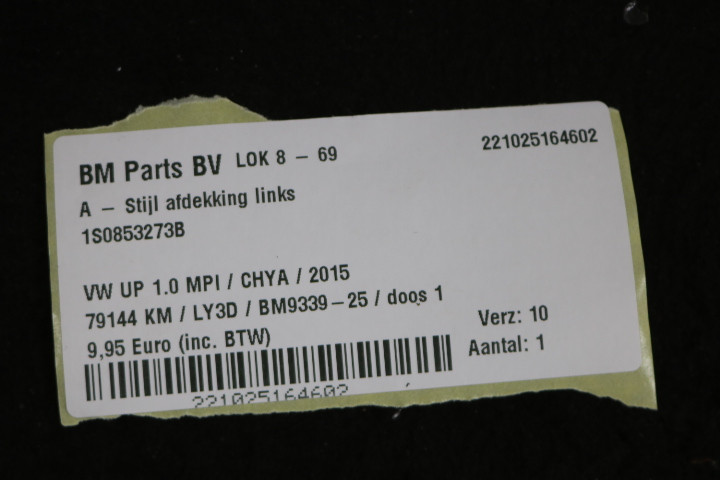 BM Parts BV LOK 8 – 69 221025164602
A – Stijl afdekking links
1S0853273B
VW UP 1.0 MPI / CHYA / 2015
79144 KM / LY3D / BM9339–25 / doos 1
9,95 Euro (inc. BTW)
Verz: 10
Aantal: 1
221025164602